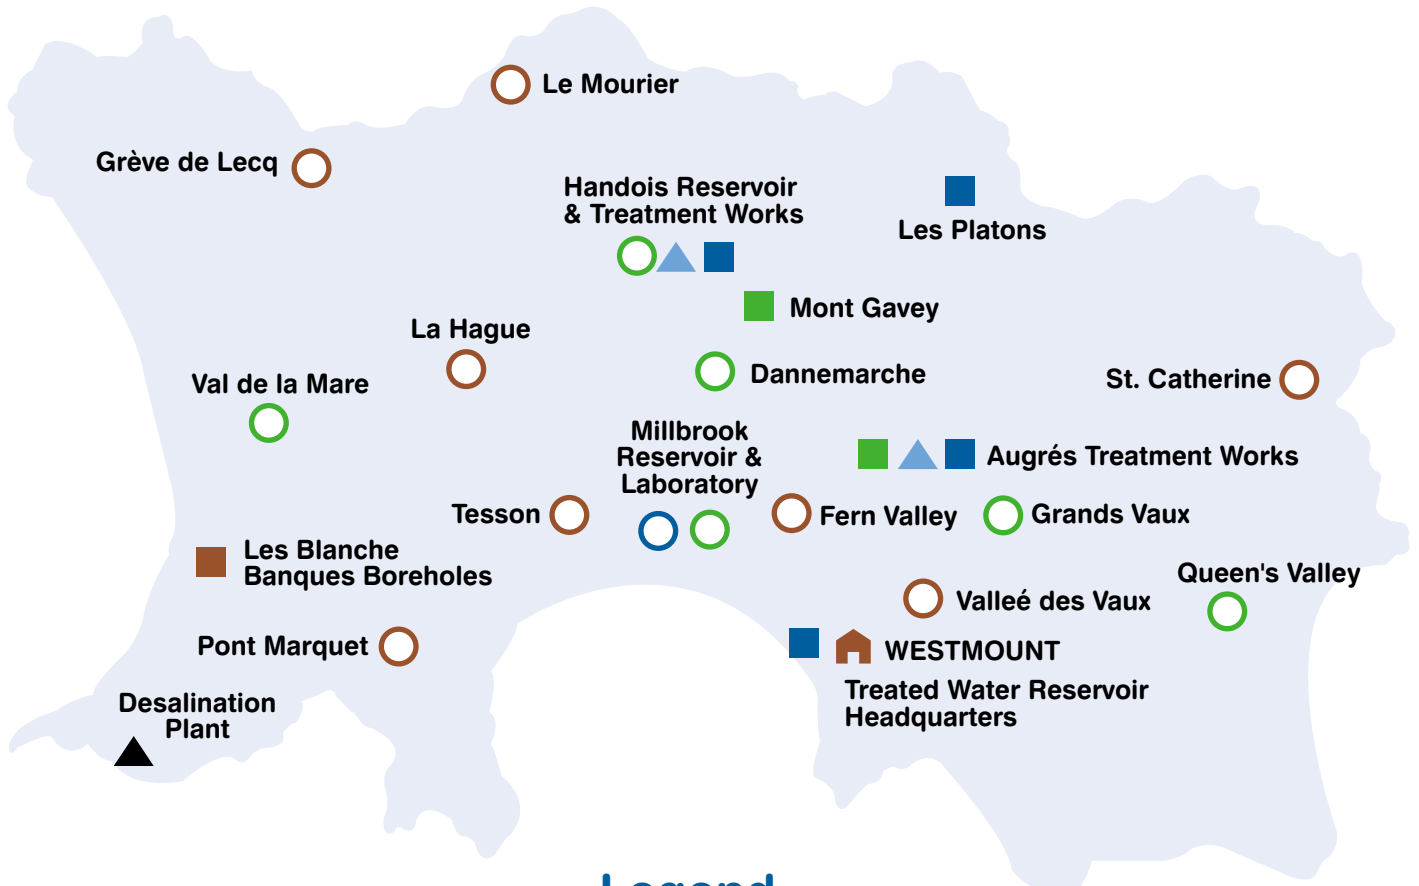 Le Mourier
Grève de Lecq
Handois Reservoir
& Treatment Works
Les Platons
Mont Gavey
La Hague
Dannemarche
St. Catherine
Val de la Mare
Millbrook
Reservoir &
Laboratory
Augrés Treatment Works
Tesson
Fern Valley
Grands Vaux
Les Blanche
Banques Boreholes
Queen's Valley
Valleé des Vaux
Pont Marquet
WESTMOUNT
Treated Water Reservoir
Headquarters
Desalination
Plant
Legend